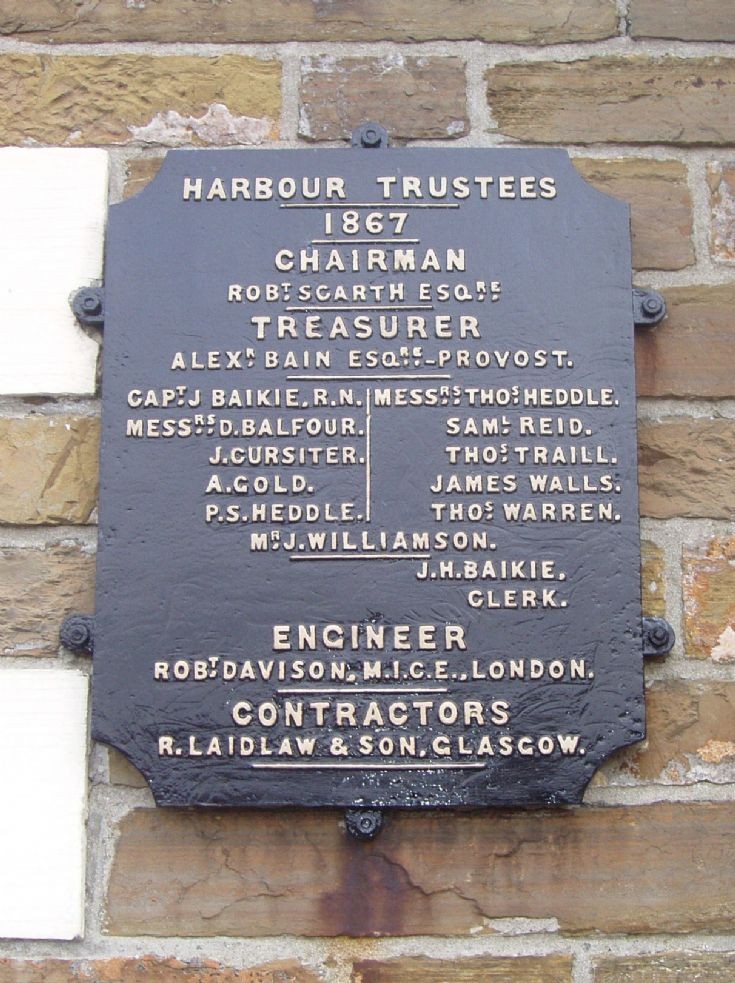 HARBOUR TRUSTEES
1867
CHAIRMAN
ROBT SCARTH ESQRE
TREASURER
ALEXR BAIN ESQRE-PROVOST.
CAPT J BAIKIE, R.N.
MESSRS D. BALFOUR.
J. CURSITER.
A. GOLD.
P.S. HEDDLE.
MESSRS THOS HEDDLE.
SAML REID.
THOS TRAILL.
JAMES WALLS.
THOS WARREN.
MR J. WILLIAMSON.
J.H. BAIKIE,
CLERK.
ENGINEER
ROBT DAVISON, M.I.C.E., LONDON.
CONTRACTORS
R. LAIDLAW & SON, GLASGOW.